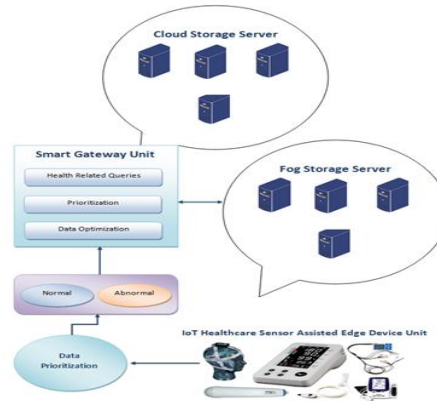 Cloud Storage Server
Smart Gateway Unit
Health Related Queries
Prioritization
Data Optimization
Fog Storage Server
Normal
Abnormal
IoT Healthcare Sensor Assisted Edge Device Unit
Data
Prioritization